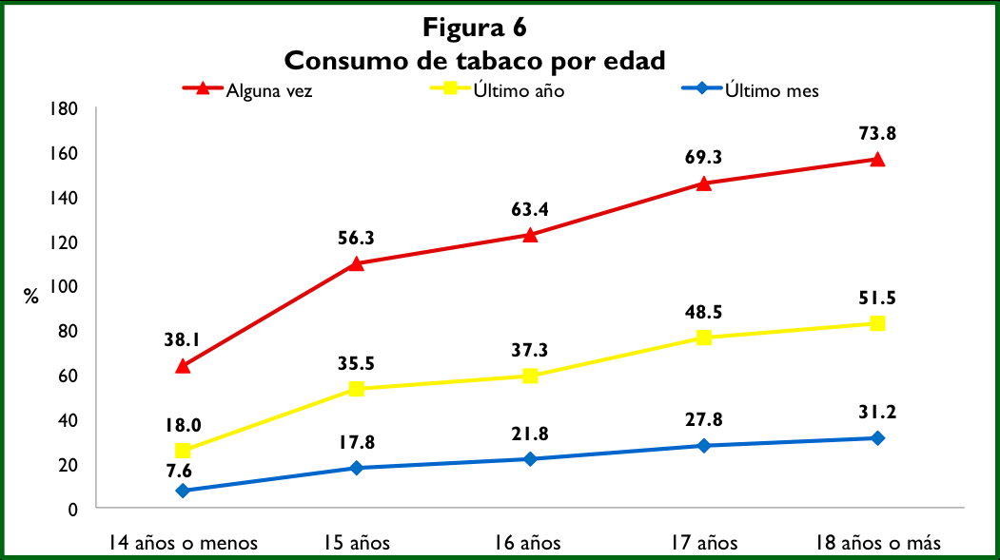 Figura 6
Consumo de tabaco por edad
Alguna vez Último año Último mes
180
160
140
120
100
80
60
40
20
0
%
38.1 56.3 63.4 69.3 73.8
18.0 35.5 37.3 48.5 51.5
7.6 17.8 21.8 27.8 31.2
14 años o menos 15 años 16 años 17 años 18 años o más